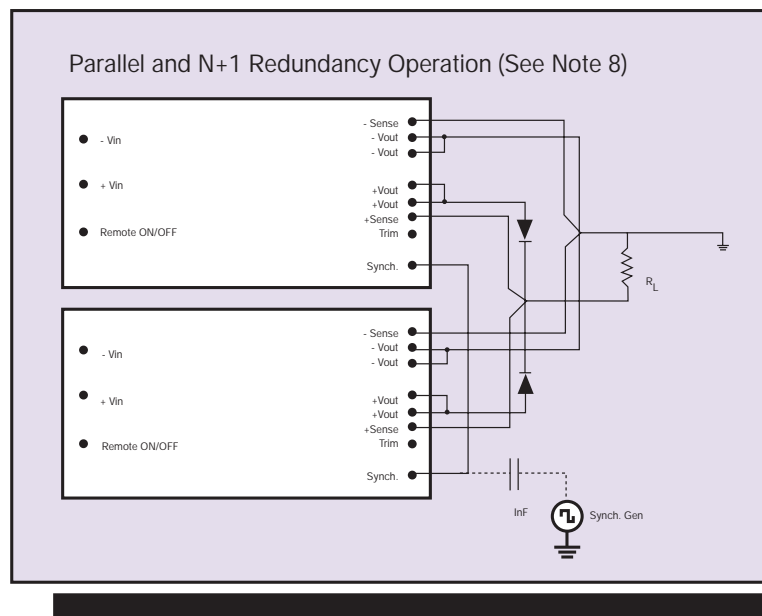 Parallel and N+1 Redundancy Operation (See Note 8)
- Sense
- Vout
- Vin
- Vout
+ Vin
+Vout
+Vout
+Sense
Remote ON/OFF
Trim
Synch.
R_L
- Sense
- Vout
- Vin
- Vout
+ Vin
+Vout
+Vout
+Sense
Remote ON/OFF
Trim
Synch.
InF
Synch. Gen